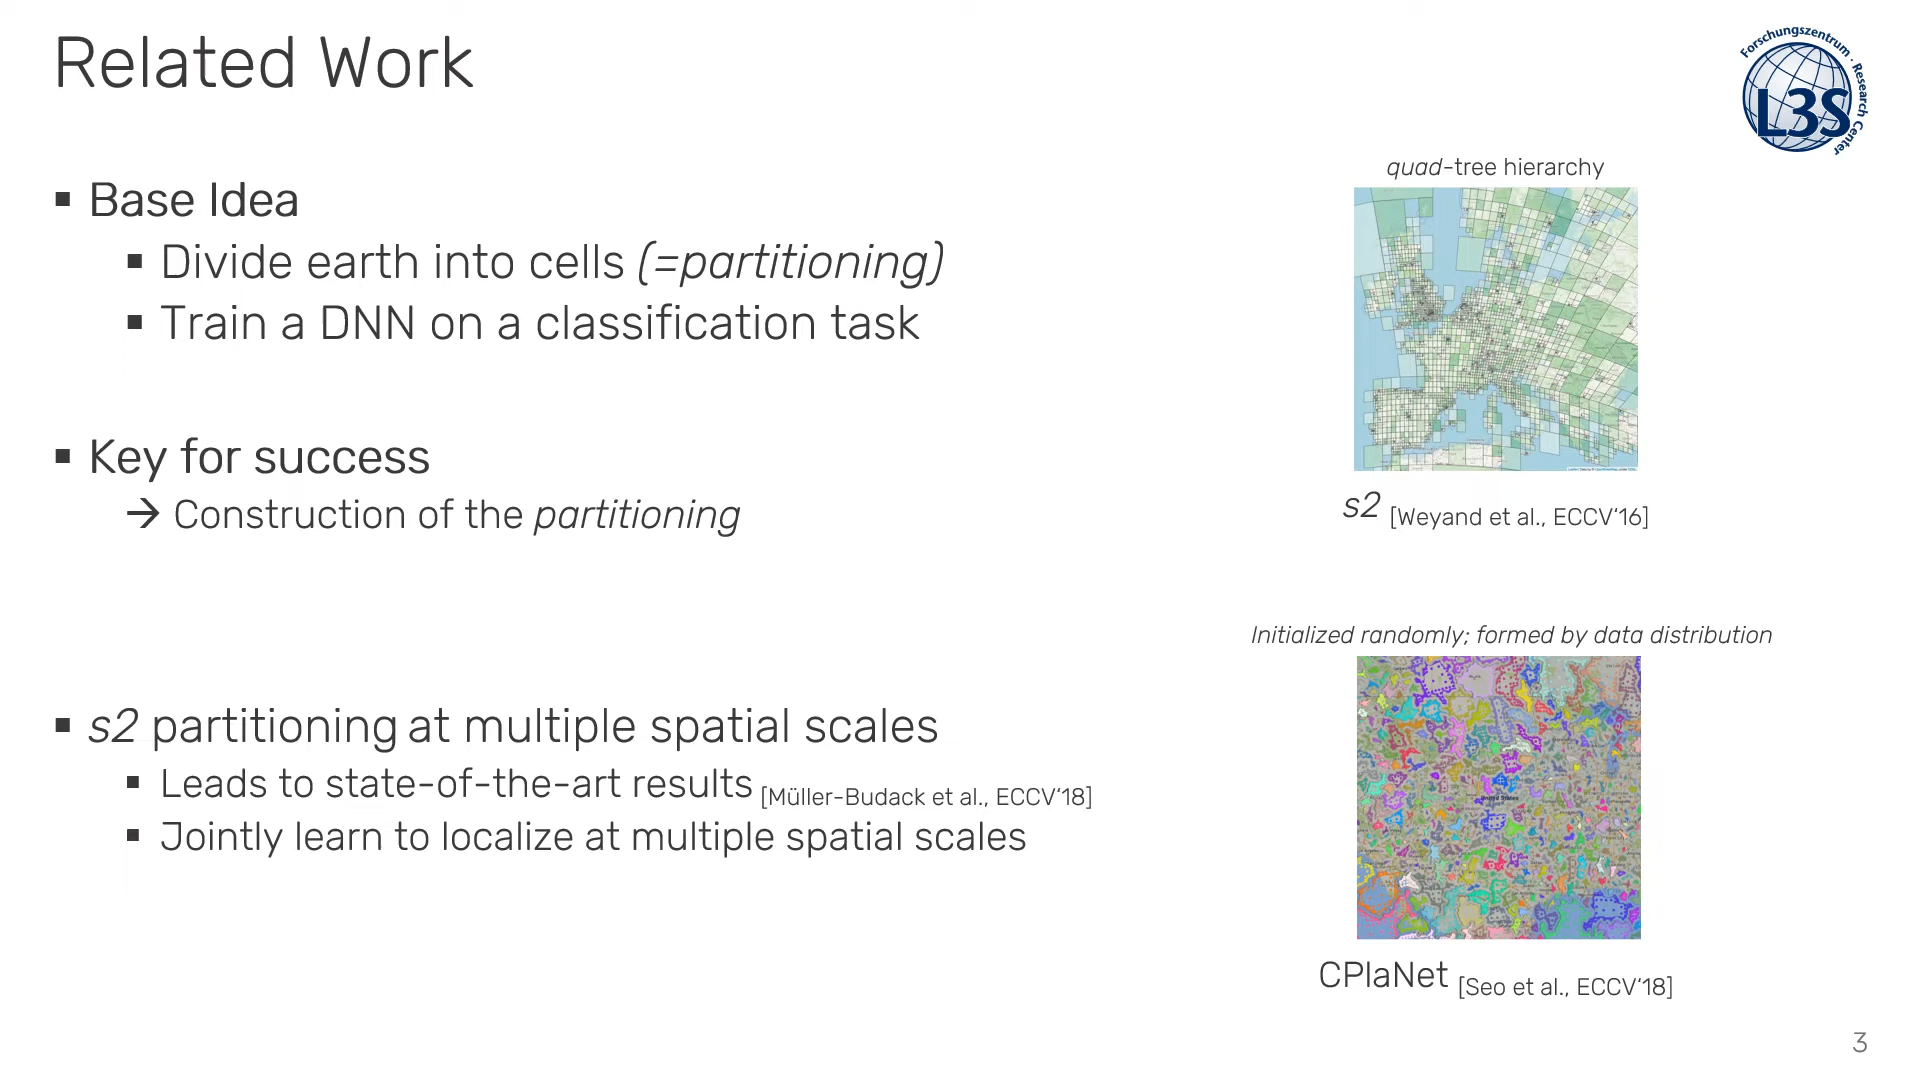 Related Work
Forschungszentrum · Research Center
L3S
▪ Base Idea
▪ Divide earth into cells (=partitioning)
▪ Train a DNN on a classification task
▪ Key for success
→ Construction of the partitioning
▪ s2 partitioning at multiple spatial scales
▪ Leads to state-of-the-art results [Müller-Budack et al., ECCV‘18]
▪ Jointly learn to localize at multiple spatial scales
quad-tree hierarchy
s2 [Weyand et al., ECCV‘16]
Initialized randomly; formed by data distribution
United States
CPlaNet [Seo et al., ECCV‘18]
3